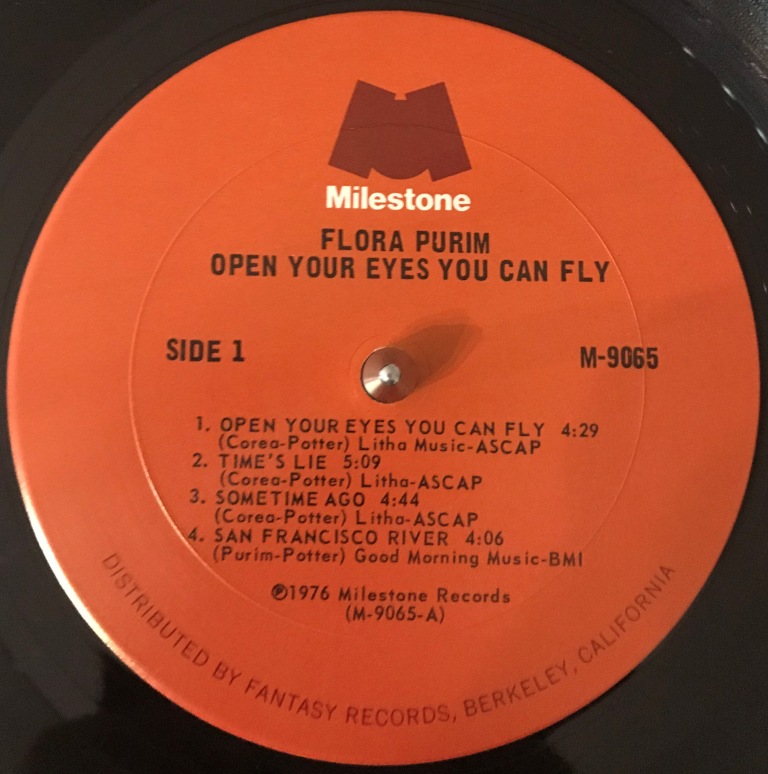 Milestone
FLORA PURIM
OPEN YOUR EYES YOU CAN FLY
SIDE 1
M-9065
1. OPEN YOUR EYES YOU CAN FLY 4:29
(Corea-Potter) Litha Music-ASCAP
2. TIME'S LIE 5:09
(Corea-Potter) Litha-ASCAP
3. SOMETIME AGO 4:44
(Corea-Potter) Litha-ASCAP
4. SAN FRANCISCO RIVER 4:06
(Purim-Potter) Good Morning Music-BMI
℗1976 Milestone Records
(M-9065-A)
DISTRIBUTED BY FANTASY RECORDS, BERKELEY, CALIFORNIA